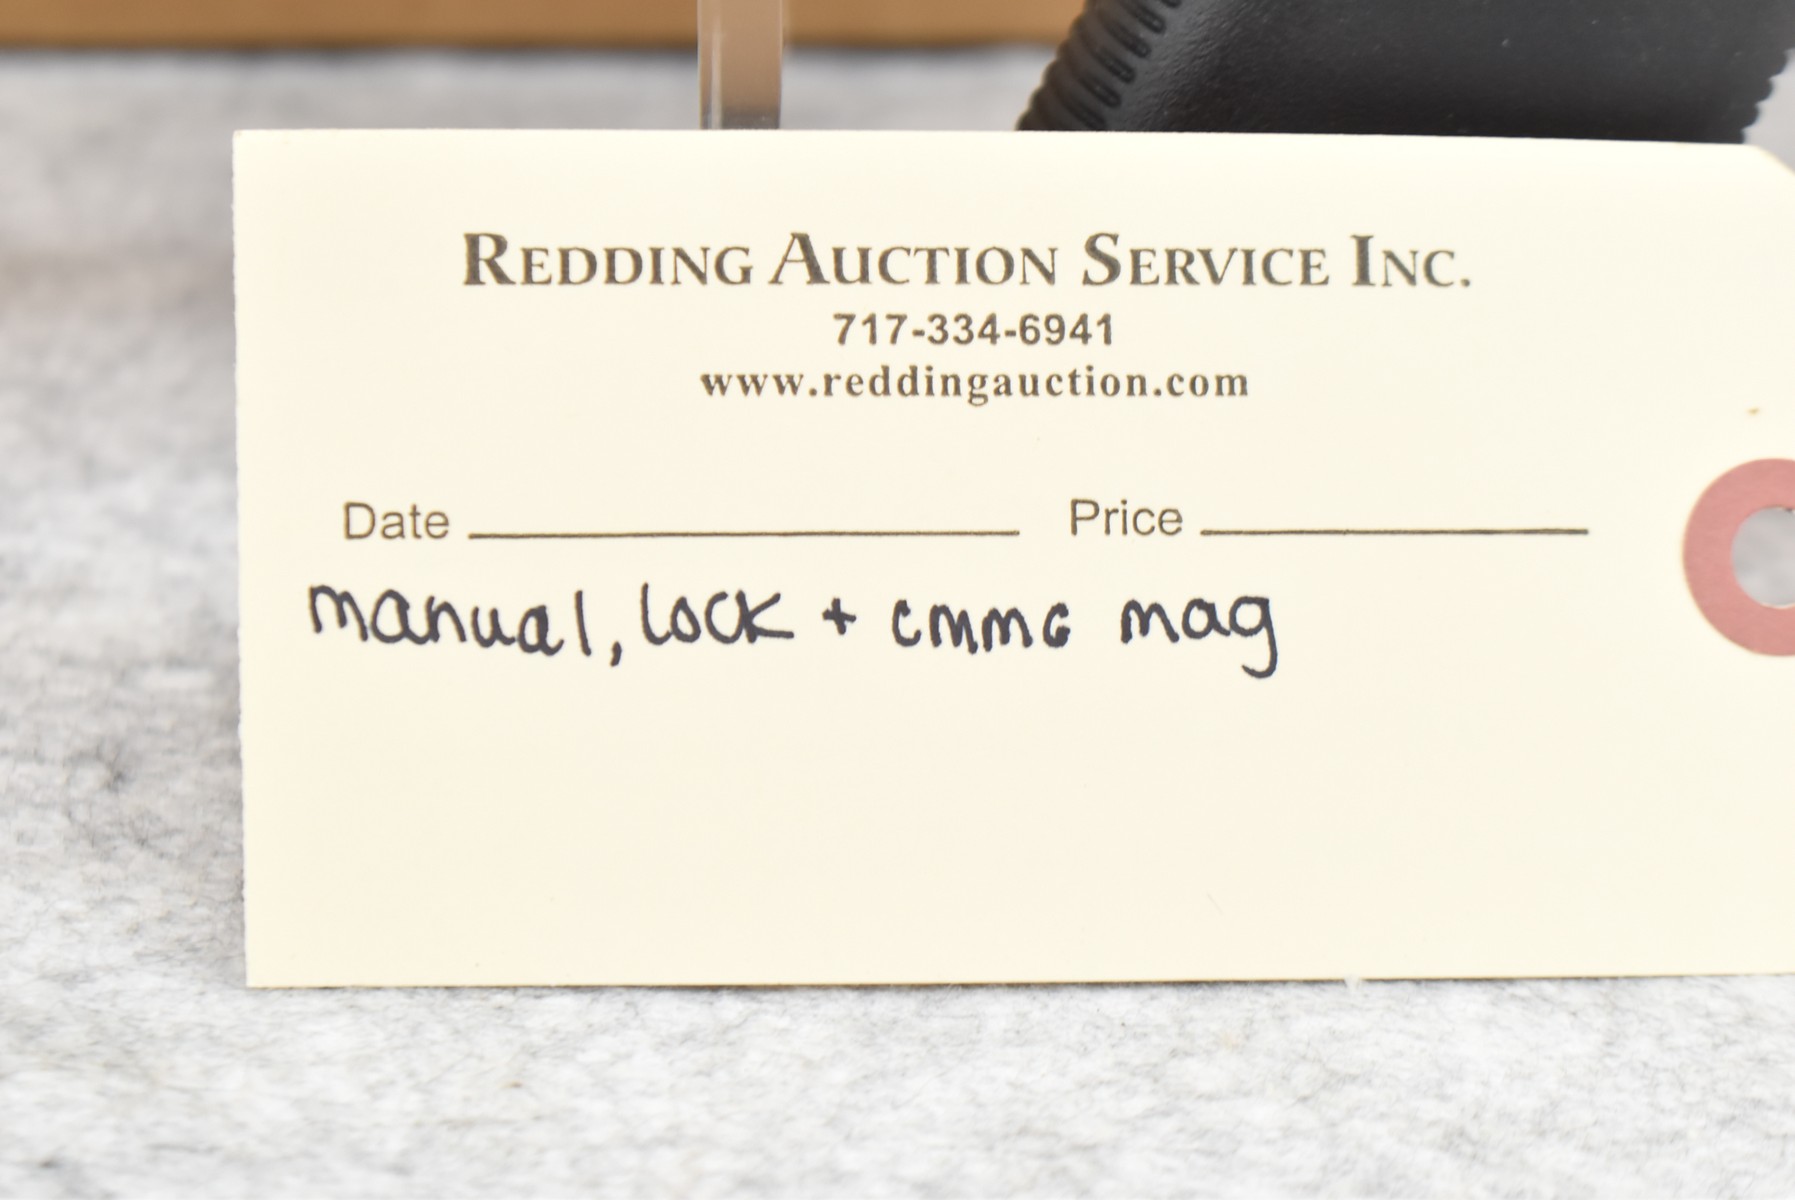 REDDING AUCTION SERVICE INC.
717-334-6941
www.reddingauction.com
Date Price
manual, lock + cmmg mag